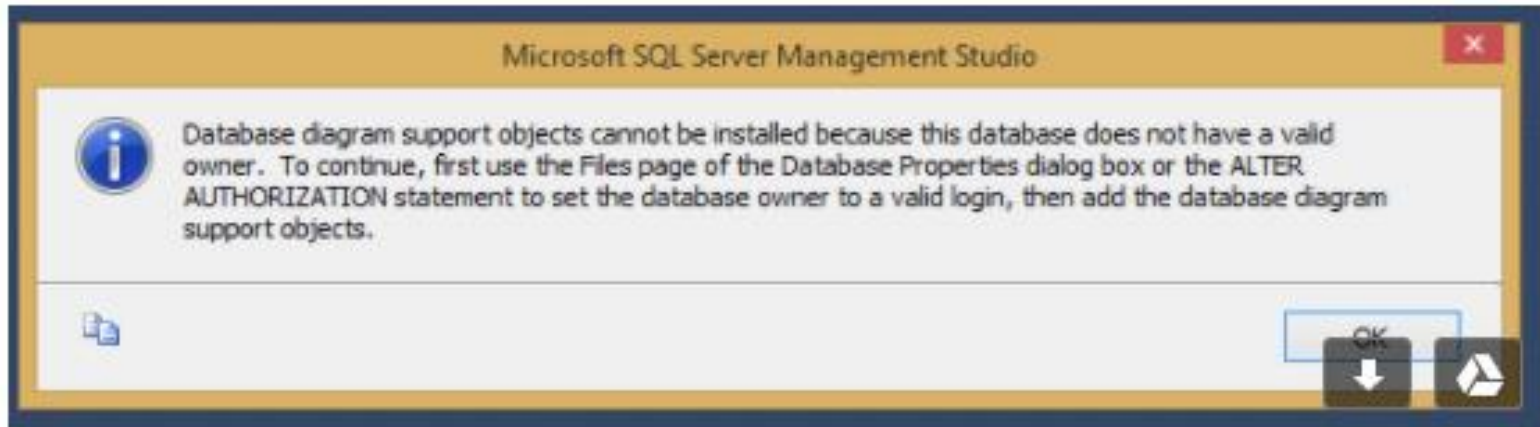 Microsoft SQL Server Management Studio
Database diagram support objects cannot be installed because this database does not have a valid
owner. To continue, first use the Files page of the Database Properties dialog box or the ALTER
AUTHORIZATION statement to set the database owner to a valid login, then add the database diagram
support objects.
OK